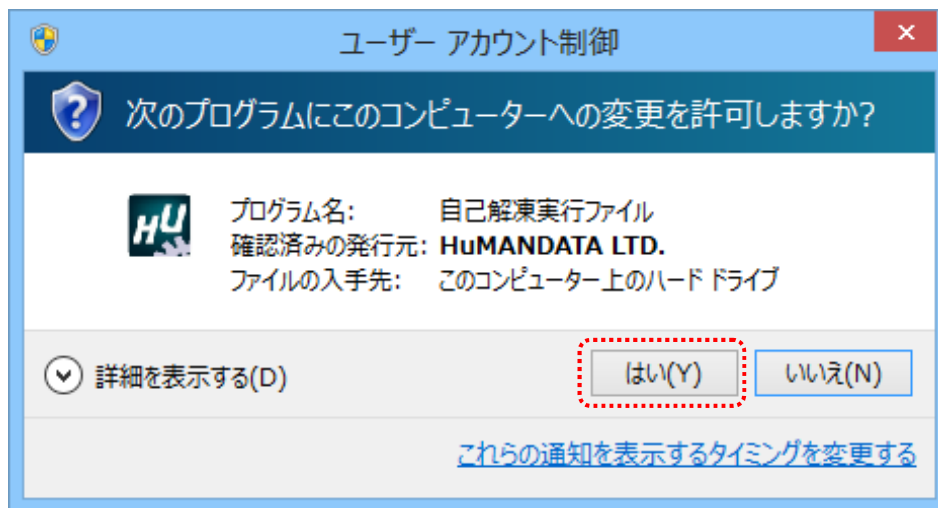 ユーザー アカウント制御
次のプログラムにこのコンピューターへの変更を許可しますか?
HU
プログラム名: 自己解凍実行ファイル
確認済みの発行元: HuMANDATA LTD.
ファイルの入手先: このコンピューター上のハード ドライブ
詳細を表示する(D) はい(Y) いいえ(N)
これらの通知を表示するタイミングを変更する